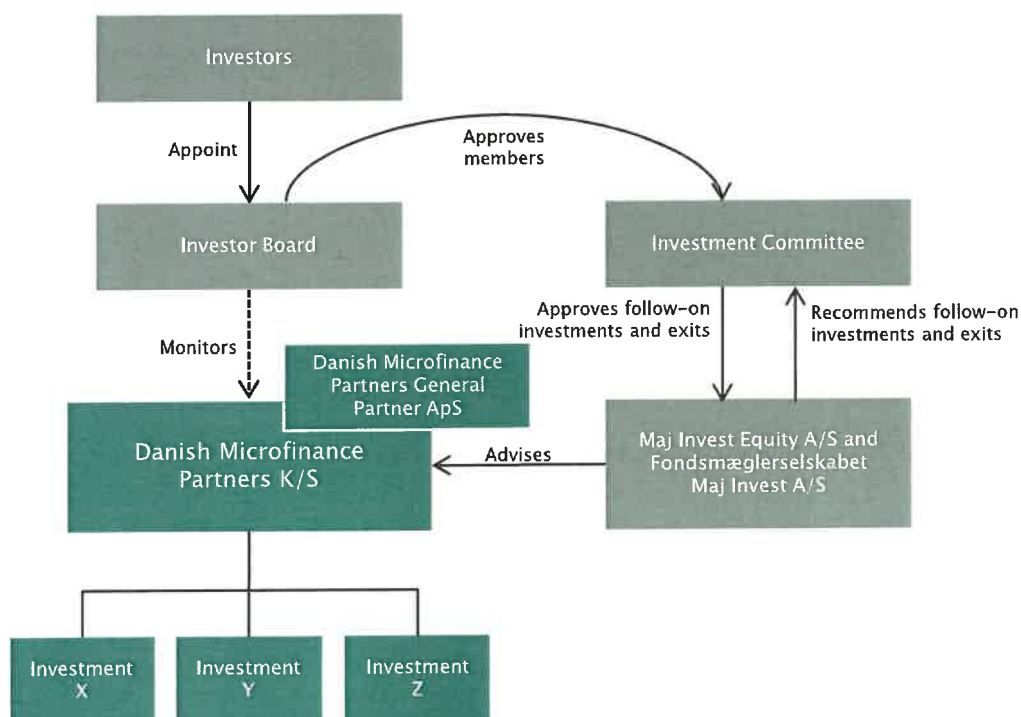 Investors
Appoint
Approves
members
Investor Board
Investment Committee
Monitors
Approves follow-on
investments and exits
Recommends follow-on
investments and exits
Danish Microfinance
Partners General
Partner ApS
Danish Microfinance
Partners K/S
Advises
Maj Invest Equity A/S and
Fondsmæglerselskabet
Maj Invest A/S
Investment
X
Investment
Y
Investment
Z